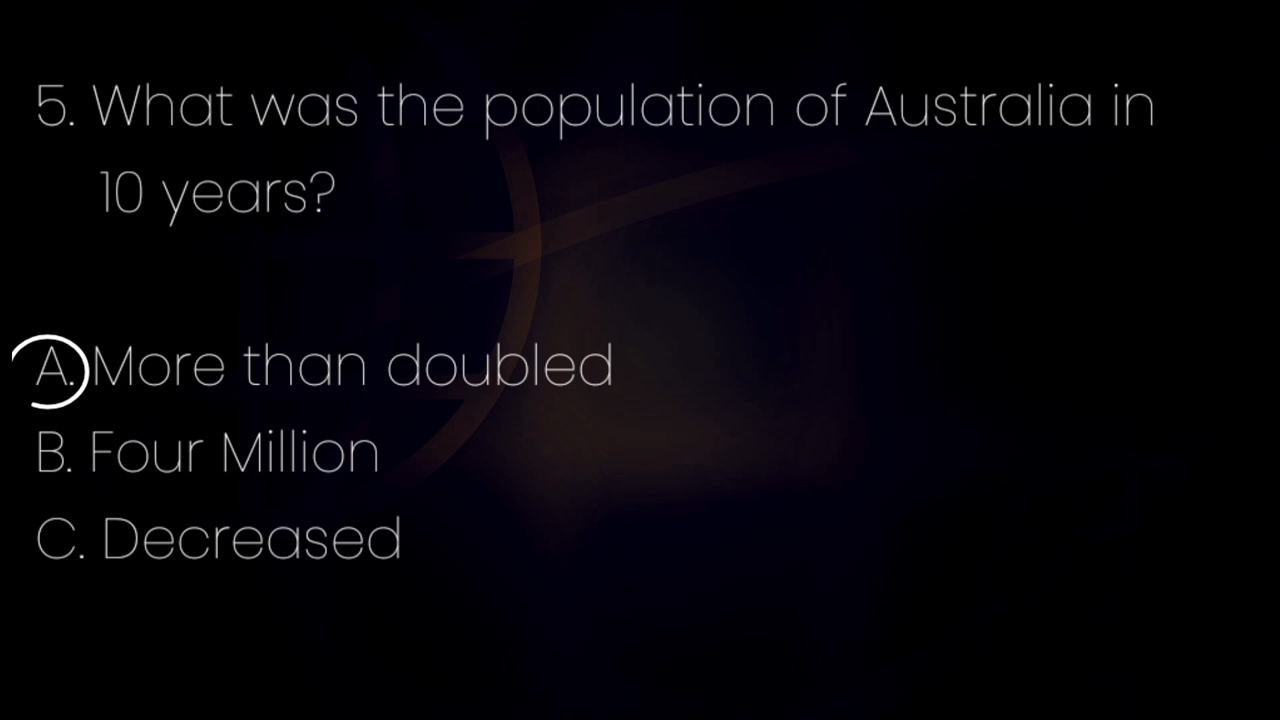 5. What was the population of Australia in
10 years?
A. More than doubled
B. Four Million
C. Decreased